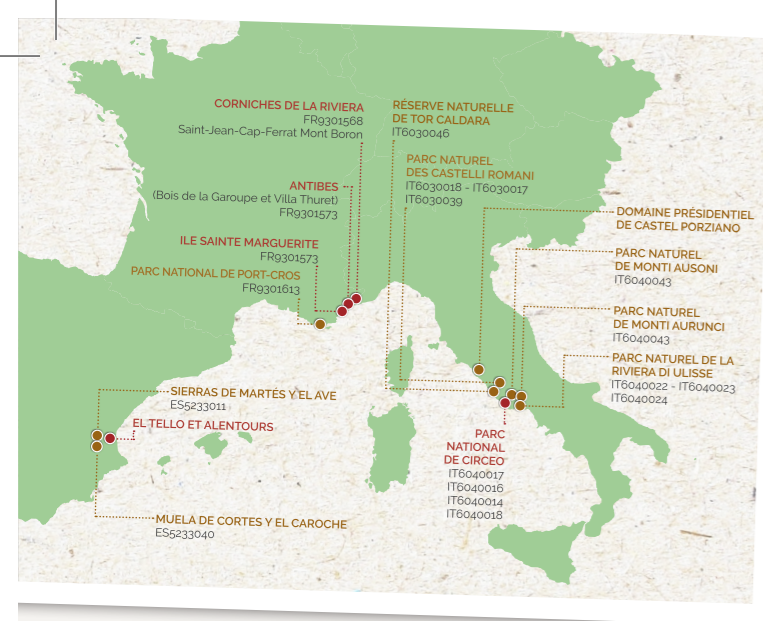 CORNICHES DE LA RIVIERA
FR9301568
Saint-Jean-Cap-Ferrat Mont Boron
RÉSERVE NATURELLE
DE TOR CALDARA
IT6030046
PARC NATUREL
DES CASTELLI ROMANI
IT6030018 - IT6030017
IT6030039
ANTIBES
(Bois de la Garoupe et Villa Thuret)
FR9301573
ILE SAINTE MARGUERITE
FR9301573
PARC NATIONAL DE PORT-CROS
FR9301613
DOMAINE PRÉSIDENTIEL
DE CASTEL PORZIANO
PARC NATUREL
DE MONTI AUSONI
IT6040043
PARC NATUREL
DE MONTI AURUNCI
IT6040043
PARC NATUREL DE LA
RIVIERA DI ULISSE
IT6040022 - IT6040023
IT6040024
SIERRAS DE MARTÉS Y EL AVE
ES5233011
EL TELLO ET ALENTOURS
PARC
NATIONAL
DE CIRCEO
IT6040017
IT6040016
IT6040014
IT6040018
MUELA DE CORTES Y EL CAROCHE
ES5233040